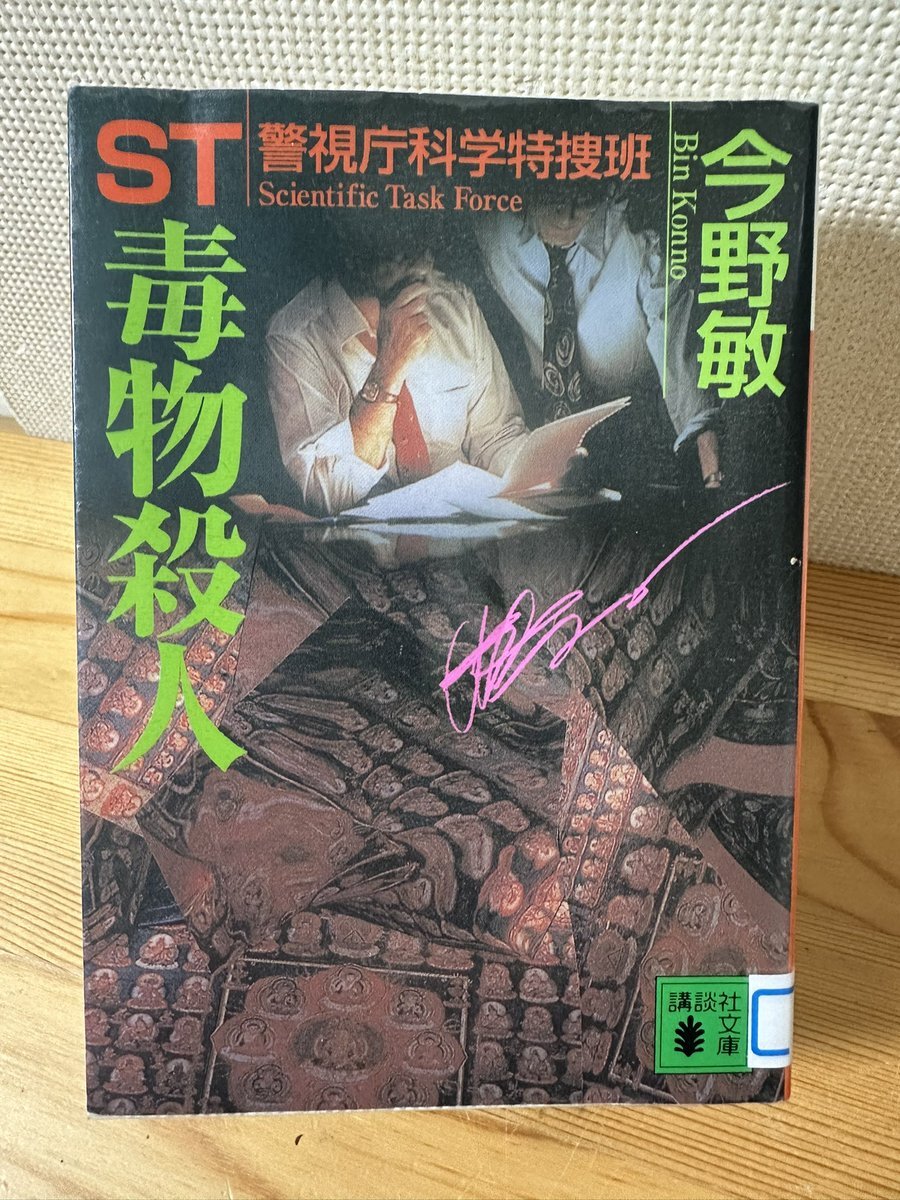 ST
警視庁科学特捜班
Scientific Task Force
毒物殺人
今野敏
Bin Konno
講談社
文庫